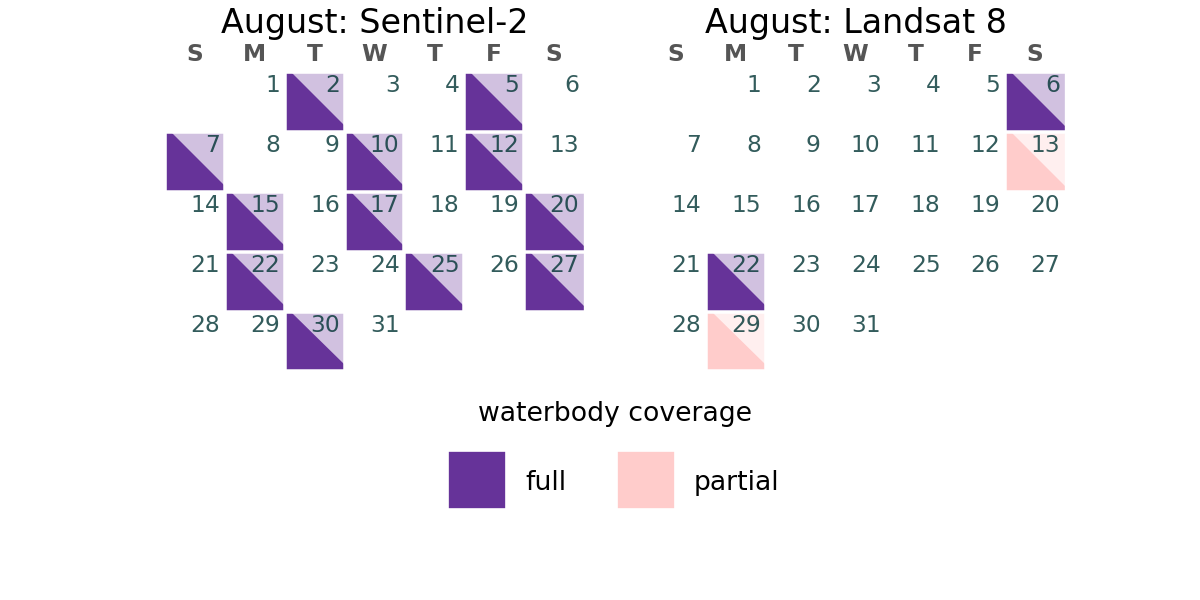 August: Sentinel-2
S M T W T F S
1 2 3 4 5 6
7 8 9 10 11 12 13
14 15 16 17 18 19 20
21 22 23 24 25 26 27
28 29 30 31
August: Landsat 8
S M T W T F S
1 2 3 4 5 6
7 8 9 10 11 12 13
14 15 16 17 18 19 20
21 22 23 24 25 26 27
28 29 30 31
waterbody coverage
full partial